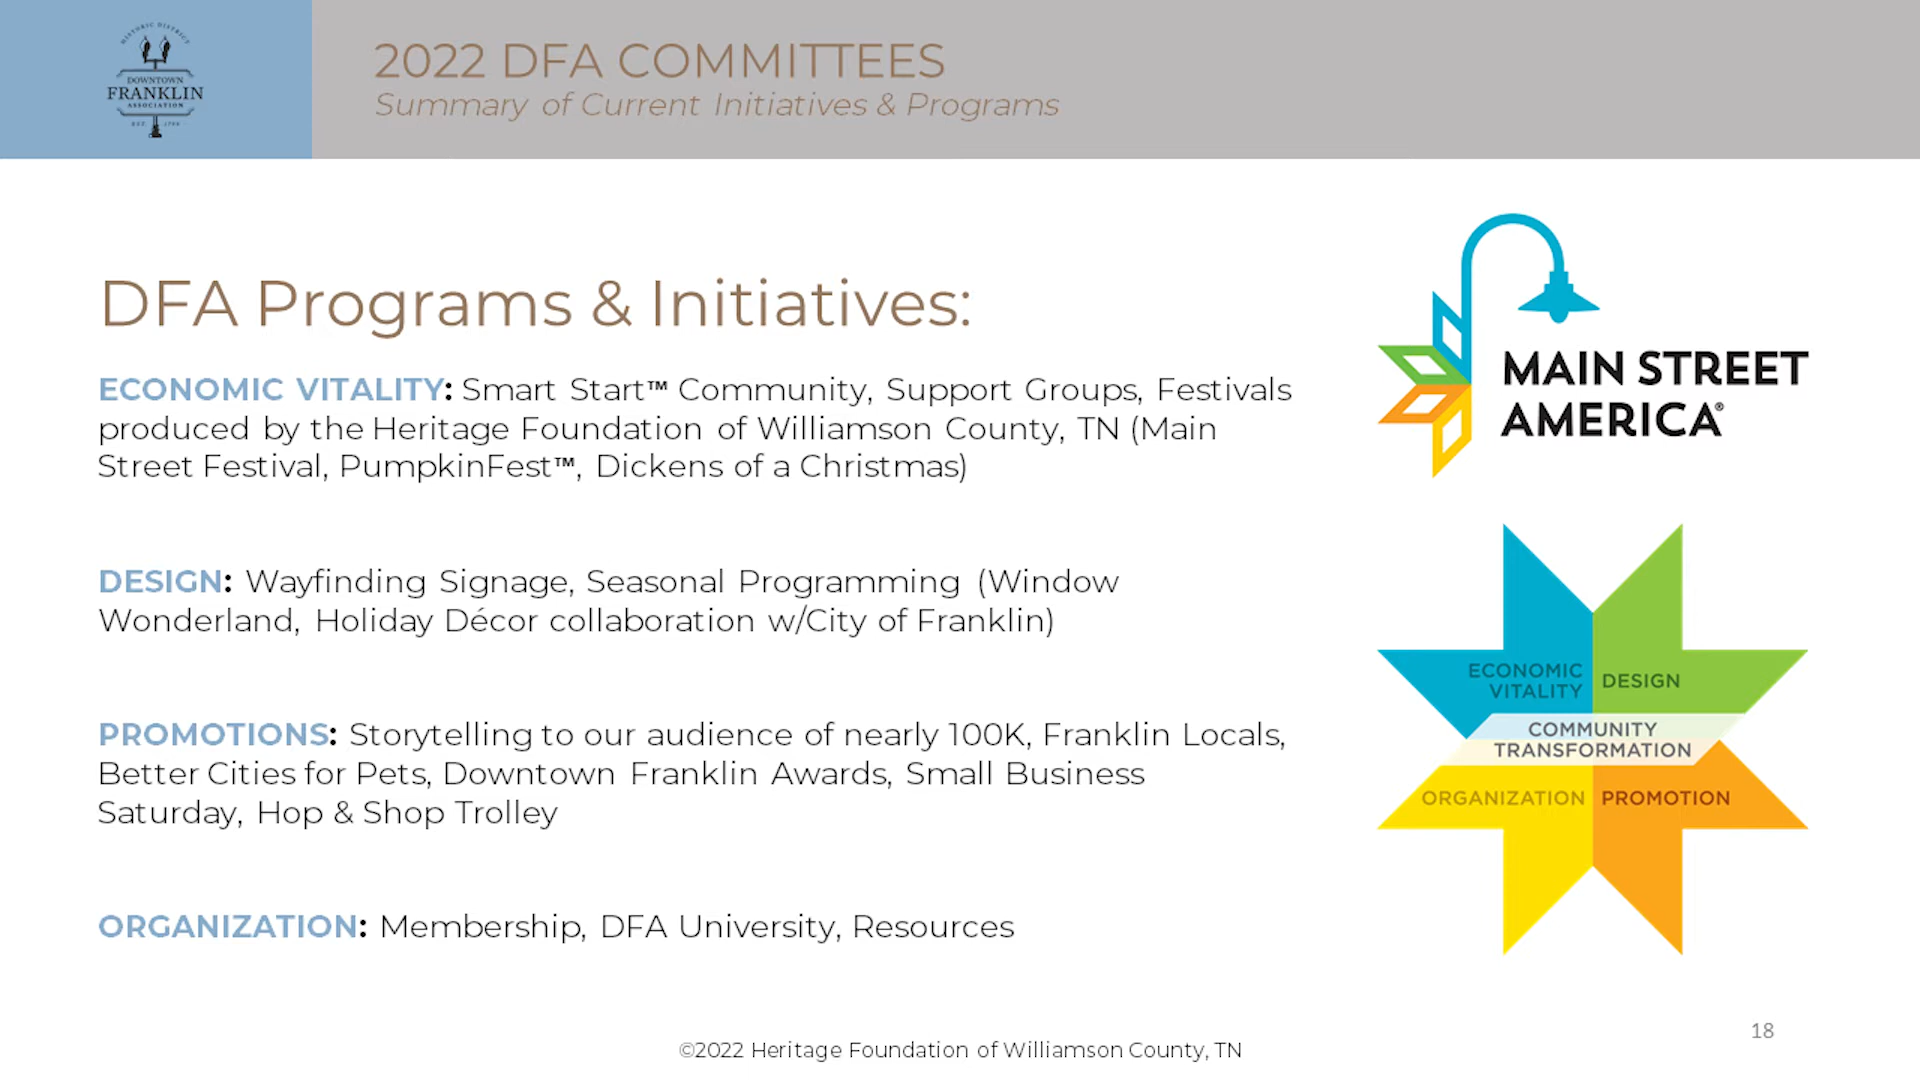 HISTORIC DISTRICT
DOWNTOWN
FRANKLIN
ASSOCIATION
EST. 1799
2022 DFA COMMITTEES
Summary of Current Initiatives & Programs
DFA Programs & Initiatives:
ECONOMIC VITALITY: Smart Start™ Community, Support Groups, Festivals
produced by the Heritage Foundation of Williamson County, TN (Main
Street Festival, PumpkinFest™, Dickens of a Christmas)
DESIGN: Wayfinding Signage, Seasonal Programming (Window
Wonderland, Holiday Décor collaboration w/City of Franklin)
PROMOTIONS: Storytelling to our audience of nearly 100K, Franklin Locals,
Better Cities for Pets, Downtown Franklin Awards, Small Business
Saturday, Hop & Shop Trolley
ORGANIZATION: Membership, DFA University, Resources
MAIN STREET
AMERICA®
ECONOMIC
VITALITY
DESIGN
COMMUNITY
TRANSFORMATION
ORGANIZATION
PROMOTION
18
©2022 Heritage Foundation of Williamson County, TN